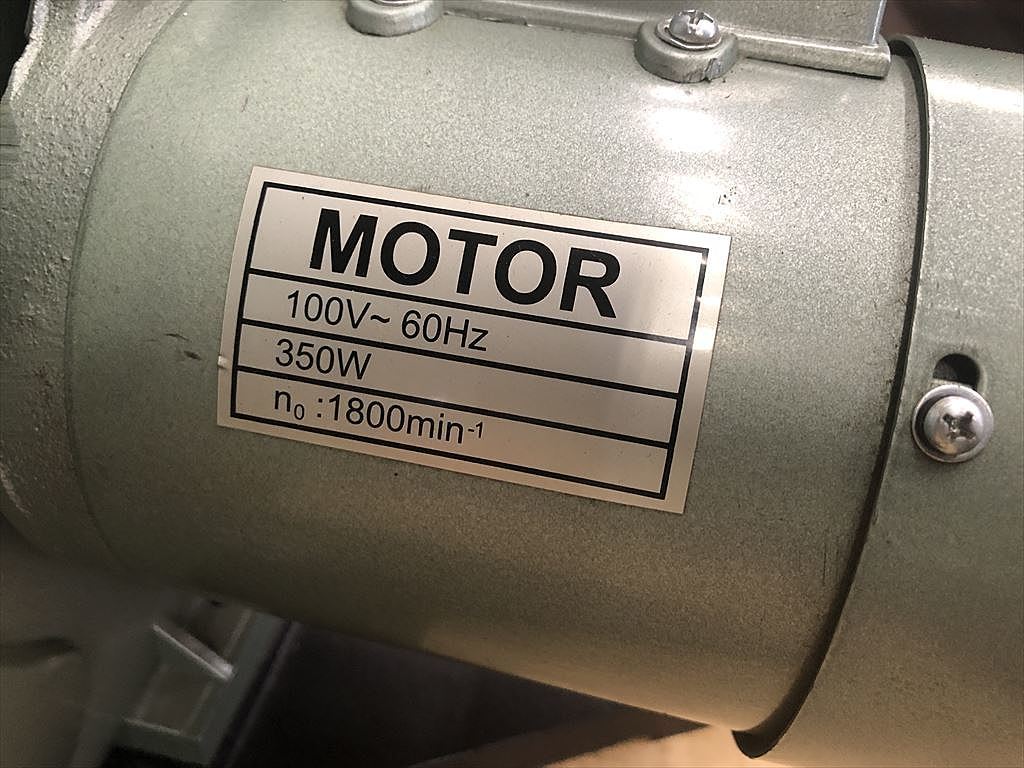 MOTOR
100V~ 60Hz
350W
n₀ :1800min⁻¹